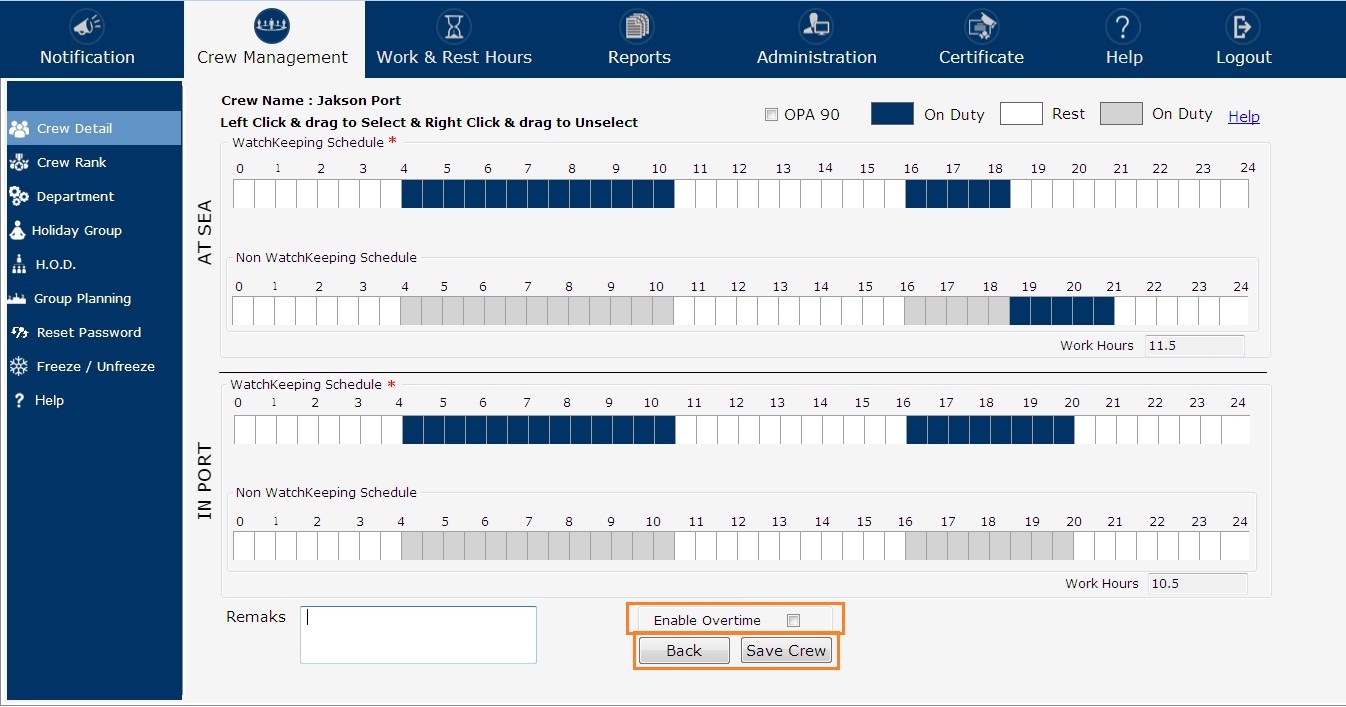 Notification
Crew Management
Work & Rest Hours
Reports
Administration
Certificate
? Help
Logout
Crew Detail
Crew Rank
Department
Holiday Group
H.O.D.
Group Planning
Reset Password
Freeze / Unfreeze
? Help
Crew Name : Jakson Port
Left Click & drag to Select & Right Click & drag to Unselect
OPA 90
On Duty
Rest
On Duty
Help
AT SEA
WatchKeeping Schedule *
0 1 2 3 4 5 6 7 8 9 10 11 12 13 14 15 16 17 18 19 20 21 22 23 24
Non WatchKeeping Schedule
0 1 2 3 4 5 6 7 8 9 10 11 12 13 14 15 16 17 18 19 20 21 22 23 24
Work Hours 11.5
IN PORT
WatchKeeping Schedule *
0 1 2 3 4 5 6 7 8 9 10 11 12 13 14 15 16 17 18 19 20 21 22 23 24
Non WatchKeeping Schedule
0 1 2 3 4 5 6 7 8 9 10 11 12 13 14 15 16 17 18 19 20 21 22 23 24
Work Hours 10.5
Remaks
Enable Overtime
Back
Save Crew